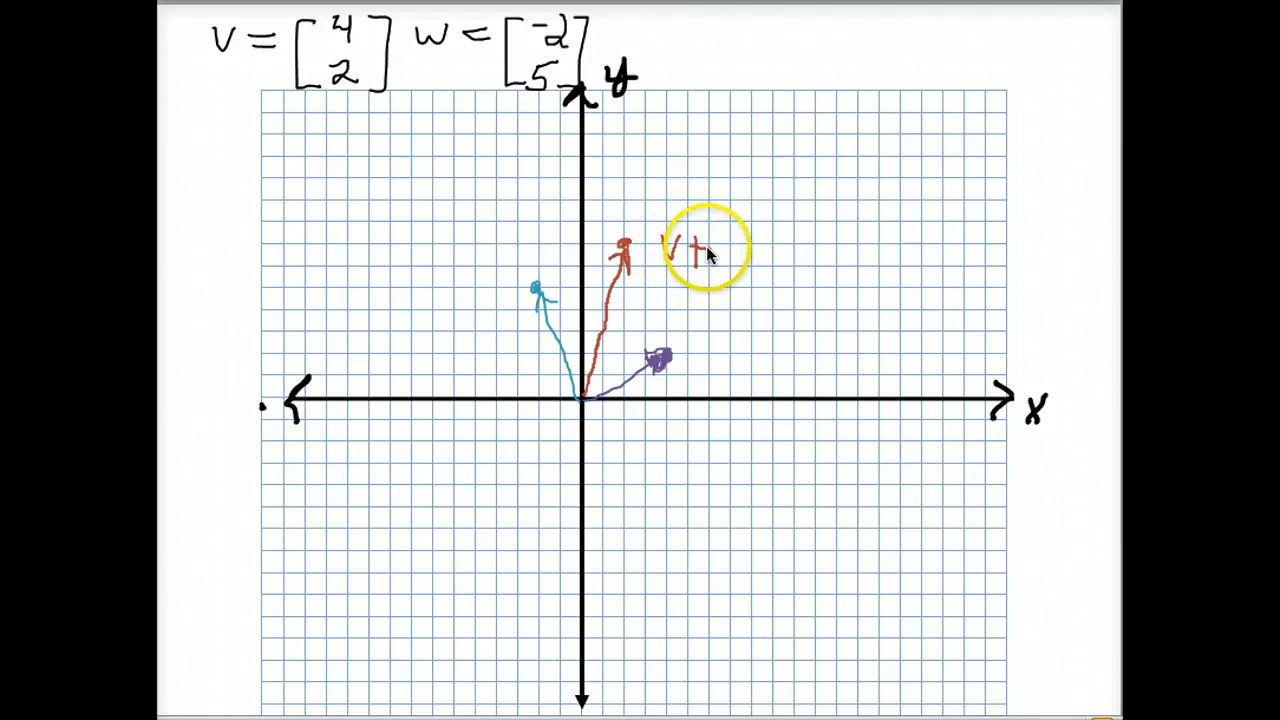 v = [4 2] w = [-2 5]
y
v+
x